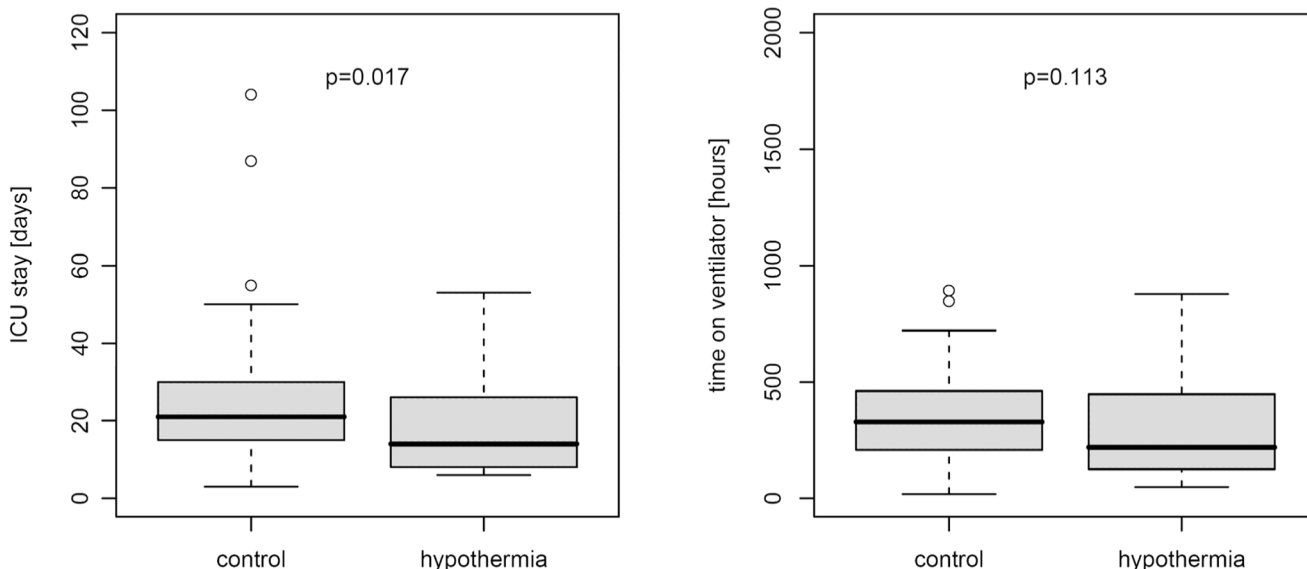 ICU stay [days]
120
100
80
60
40
20
0
p=0.017
control hypothermia
time on ventilator [hours]
2000
1500
1000
500
0
p=0.113
control hypothermia